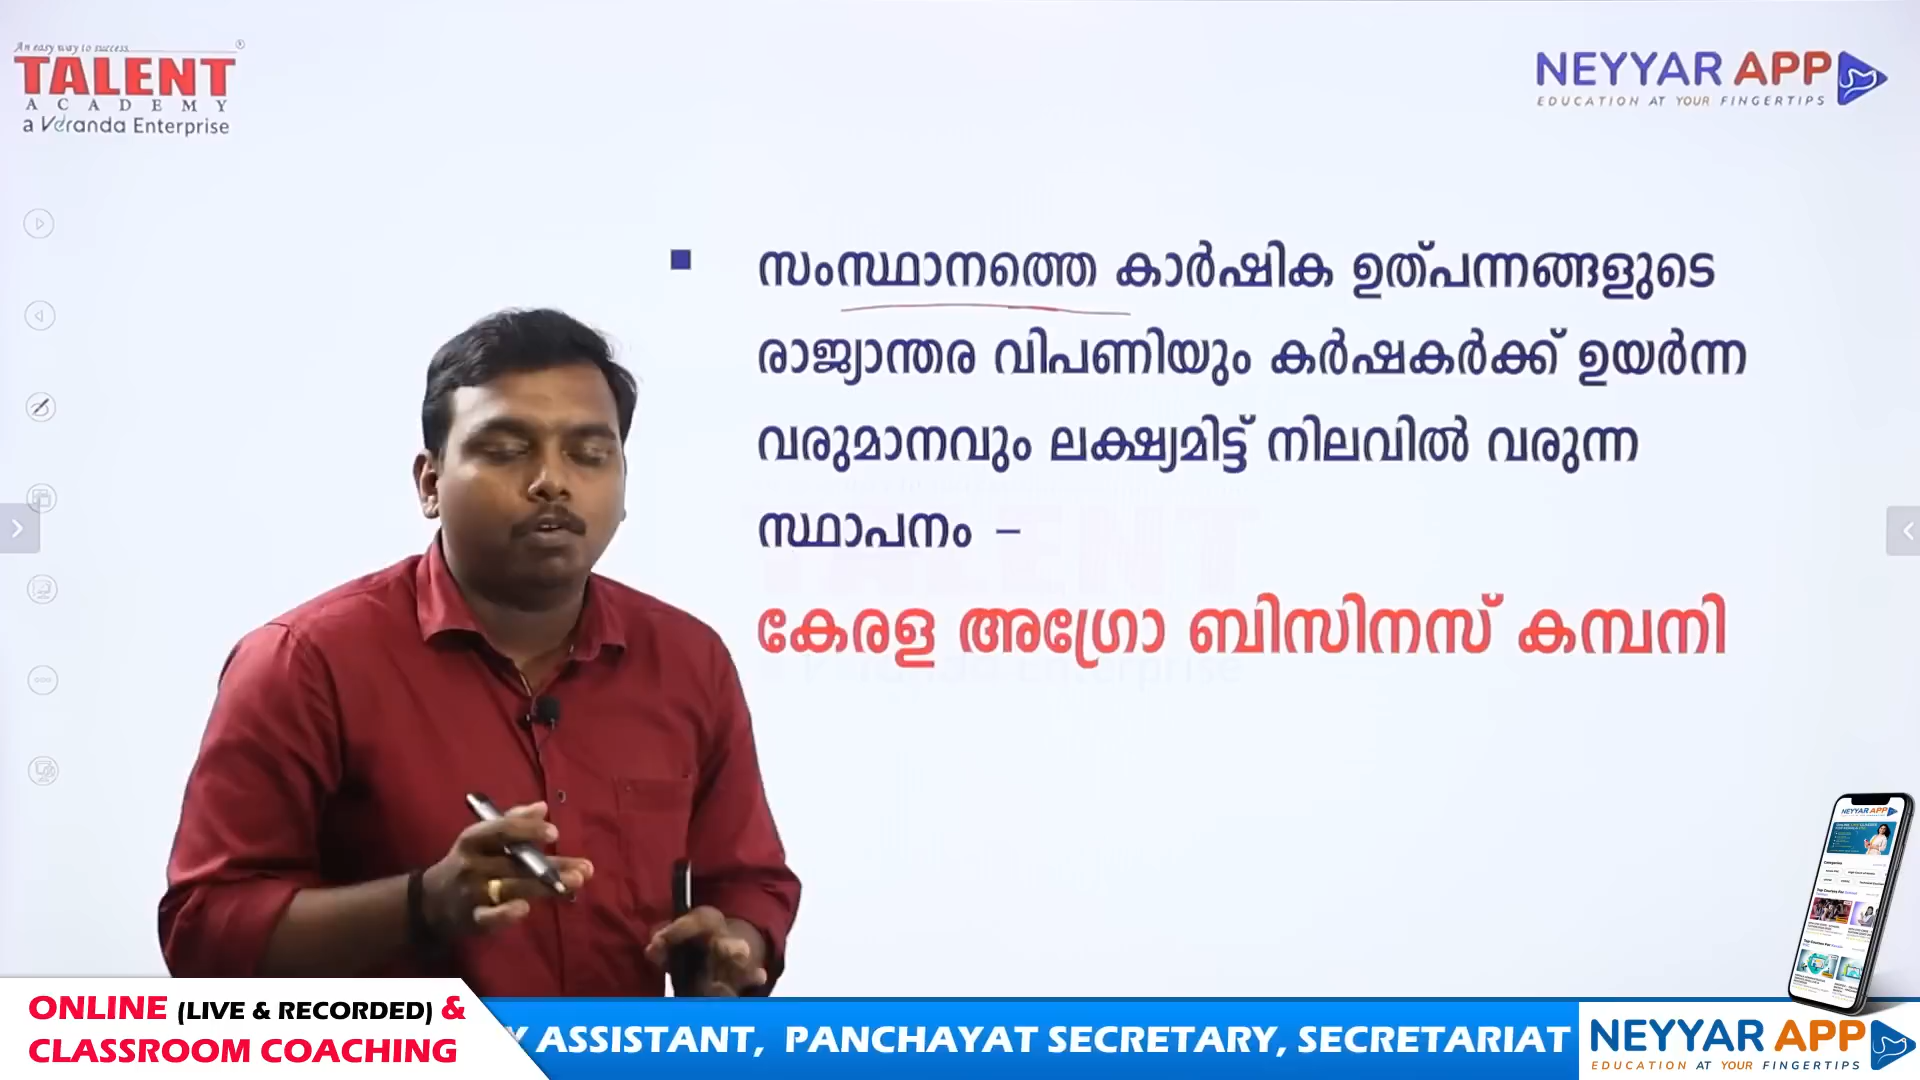 An easy way to success
TALENT
ACADEMY
a Veranda Enterprise
NEYYAR APP
EDUCATION AT YOUR FINGERTIPS
സംസ്ഥാനത്തെ കാർഷിക ഉത്പന്നങ്ങളുടെ
രാജ്യാന്തര വിപണിയും കർഷകർക്ക് ഉയർന്ന
വരുമാനവും ലക്ഷ്യമിട്ട് നിലവിൽ വരുന്ന
സ്ഥാപനം –
കേരള അഗ്രോ ബിസിനസ് കമ്പനി
NEYYAR APP
ONLINE (LIVE & RECORDED) &
CLASSROOM COACHING
Y ASSISTANT, PANCHAYAT SECRETARY, SECRETARIAT
NEYYAR APP
EDUCATION AT YOUR FINGERTIPS